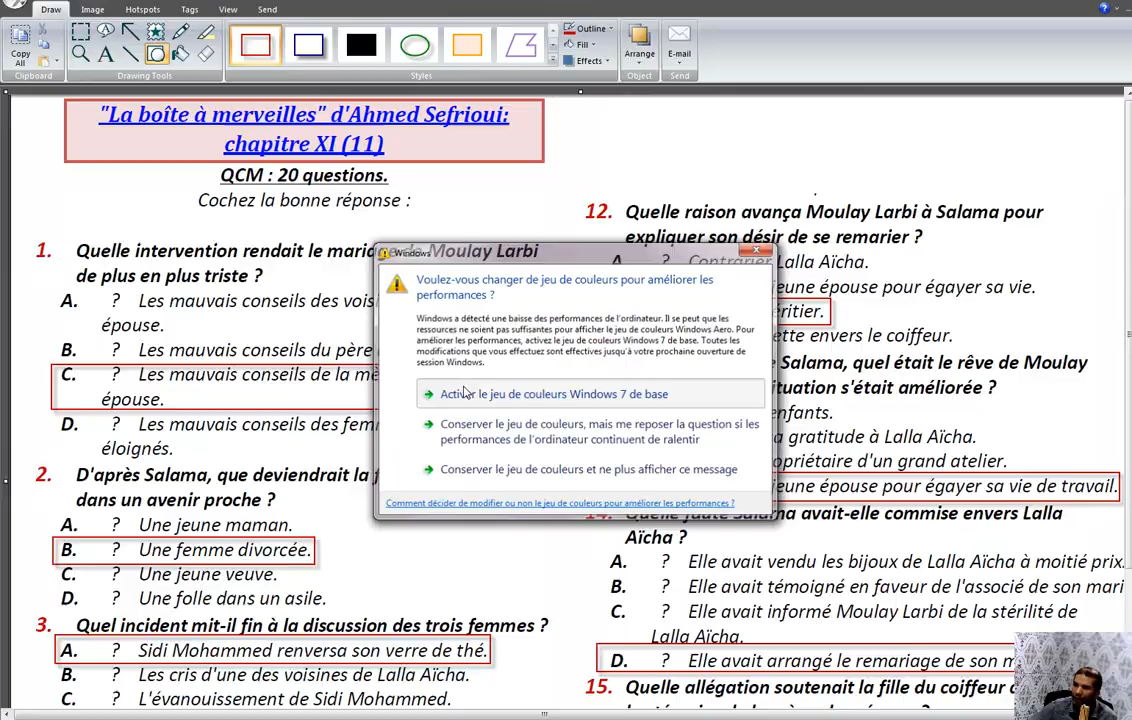 Draw Image Hotspots Tags View Send
Copy All
Clipboard
Drawing Tools
Styles
Outline
Fill
Effects
Arrange
Object
E-mail
Send
"La boîte à merveilles" d'Ahmed Sefrioui:
chapitre XI (11)
QCM : 20 questions.
Cochez la bonne réponse :
1. Quelle intervention rendait le mariage de Moulay Larbi
de plus en plus triste ?
A. ? Les mauvais conseils des
épouse.
B. ? Les mauvais conseils du père
C. ? Les mauvais conseils de la
épouse.
D. ? Les mauvais conseils des
éloignés.
2. D'après Salama, que deviendrait la
dans un avenir proche ?
A. ? Une jeune maman.
B. ? Une femme divorcée.
C. ? Une jeune veuve.
D. ? Une folle dans un asile.
3. Quel incident mit-il fin à la discussion des trois femmes ?
A. ? Sidi Mohammed renversa son verre de thé.
B. ? Les cris d'une des voisines de Lalla Aïcha.
C. ? L'évanouissement de Sidi Mohammed.
Windows
Voulez-vous changer de jeu de couleurs pour améliorer les
performances ?
Windows a détecté une baisse des performances de l'ordinateur. Il se peut que les
ressources ne soient pas suffisantes pour afficher le jeu de couleurs Windows Aero. Pour
améliorer les performances, activez le jeu de couleurs Windows 7 de base. Toutes les
modifications que vous effectuez sont effectives jusqu'à votre prochaine ouverture de
session Windows.
Activer le jeu de couleurs Windows 7 de base
Conserver le jeu de couleurs, mais me reposer la question si les
performances de l'ordinateur continuent de ralentir
Conserver le jeu de couleurs et ne plus afficher ce message
Comment décider de modifier ou non le jeu de couleurs pour améliorer les performances ?
12. Quelle raison avança Moulay Larbi à Salama pour
expliquer son désir de se remarier ?
A. ? Contrarier Lalla Aïcha.
jeune épouse pour égayer sa vie.
envers le coiffeur.
Salama, quel était le rêve de Moulay
s'était améliorée ?
enfants.
gratitude à Lalla Aïcha.
d'un grand atelier.
jeune épouse pour égayer sa vie de travail.
14. Quelle faute Salama avait-elle commise envers Lalla
Aïcha ?
A. ? Elle avait vendu les bijoux de Lalla Aïcha à moitié prix.
B. ? Elle avait témoigné en faveur de l'associé de son mari
C. ? Elle avait informé Moulay Larbi de la stérilité de
Lalla Aïcha.
D. ? Elle avait arrangé le remariage de son
15. Quelle allégation soutenait la fille du coiffeur